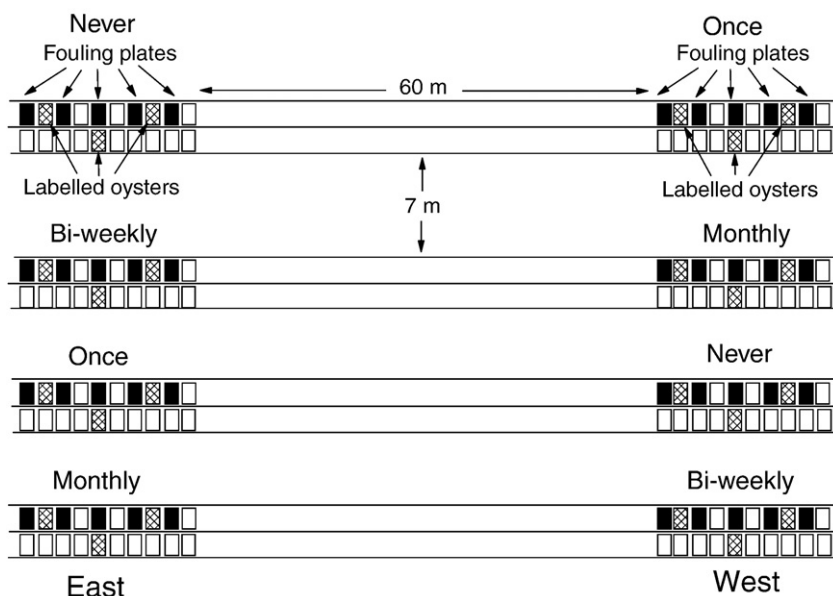 Never
Once
Fouling plates
Fouling plates
60 m
Labelled oysters
Labelled oysters
7 m
Bi-weekly
Monthly
Once
Never
Monthly
Bi-weekly
East
West